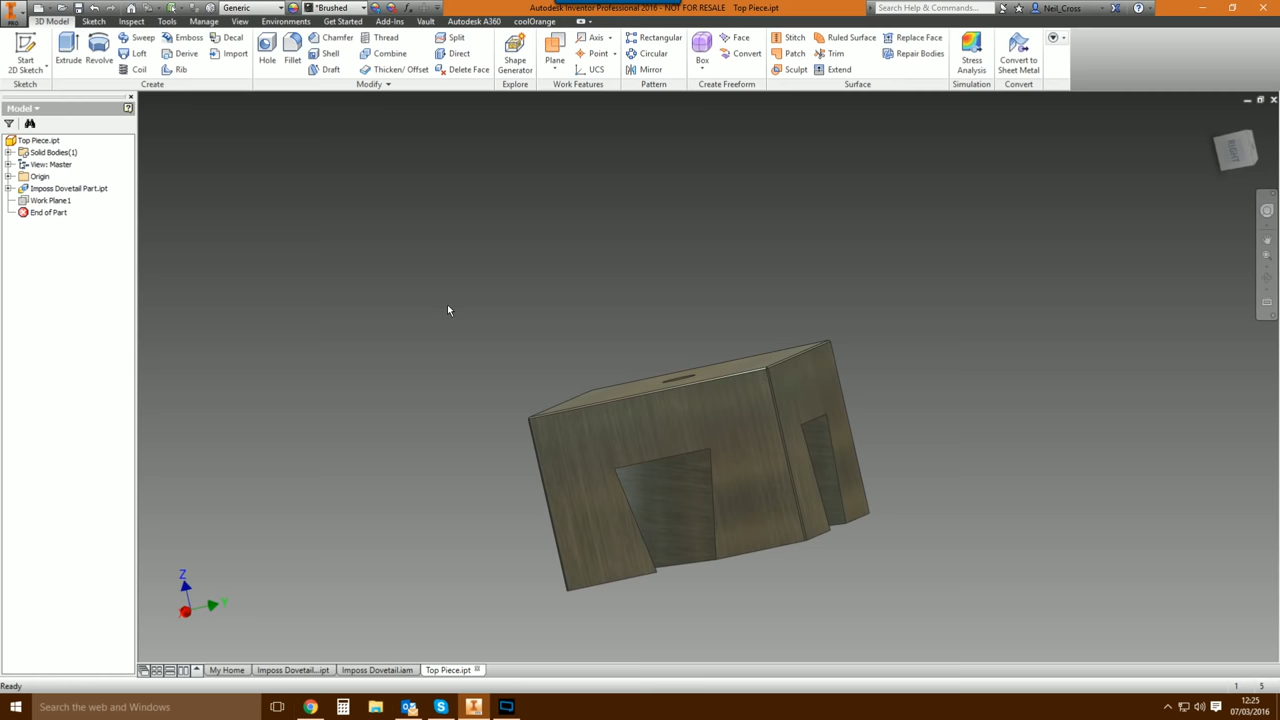 PRO
Generic
*Brushed
Autodesk Inventor Professional 2016 - NOT FOR RESALE Top Piece.ipt
Search Help & Commands...
Neil_Cross
3D Model Sketch Inspect Tools Manage View Environments Get Started Add-Ins Vault Autodesk A360 coolOrange
Start
2D Sketch
Extrude
Revolve
Sweep
Loft
Coil
Emboss
Derive
Rib
Decal
Import
Hole
Fillet
Chamfer
Shell
Draft
Thread
Combine
Thicken/ Offset
Split
Direct
Delete Face
Shape
Generator
Plane
Axis
Point
UCS
Rectangular
Circular
Mirror
Box
Face
Convert
Stitch
Patch
Sculpt
Ruled Surface
Trim
Extend
Replace Face
Repair Bodies
Stress
Analysis
Convert to
Sheet Metal
Sketch
Create
Modify
Explore
Work Features
Pattern
Create Freeform
Surface
Simulation
Convert
Model
Top Piece.ipt
Solid Bodies(1)
View: Master
Origin
Imposs Dovetail Part.ipt
Work Plane1
End of Part
RIGHT
Z
Y
My Home
Imposs Dovetail...ipt
Imposs Dovetail.iam
Top Piece.ipt
Ready
1 5
Search the web and Windows
12:25
07/03/2016